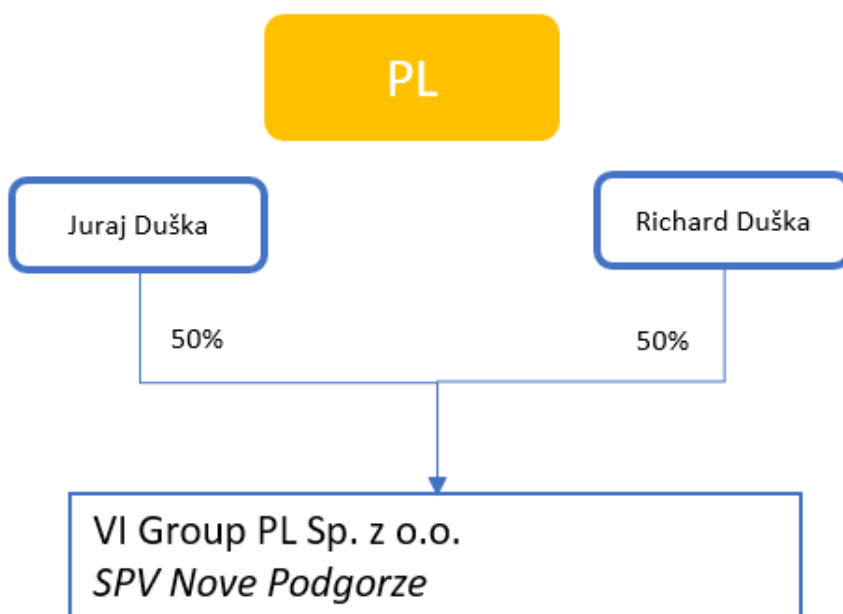 PL
Juraj Duška
Richard Duška
50%
50%
VI Group PL Sp. z o.o.
SPV Nove Podgorze